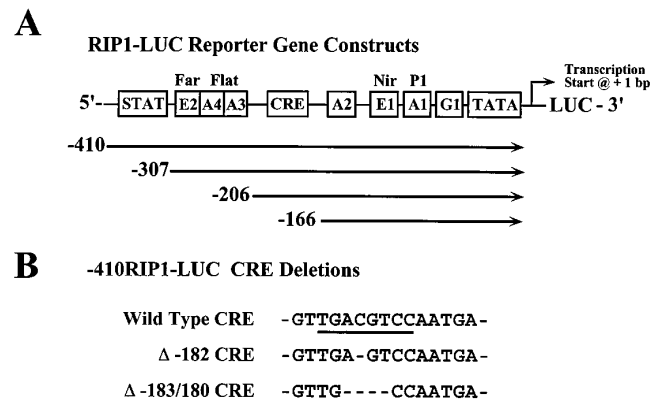 A
RIP1-LUC Reporter Gene Constructs
Far Flat Nir P1 Transcription
Start @ + 1 bp
5'- STAT E2 A4 A3 CRE A2 E1 A1 G1 TATA LUC - 3'
-410
-307
-206
-166
B -410RIP1-LUC CRE Deletions
Wild Type CRE -GTTGACGTCCAATGA-
Δ -182 CRE -GTTGA-GTCCAATGA-
Δ -183/180 CRE -GTTG----CCAATGA-